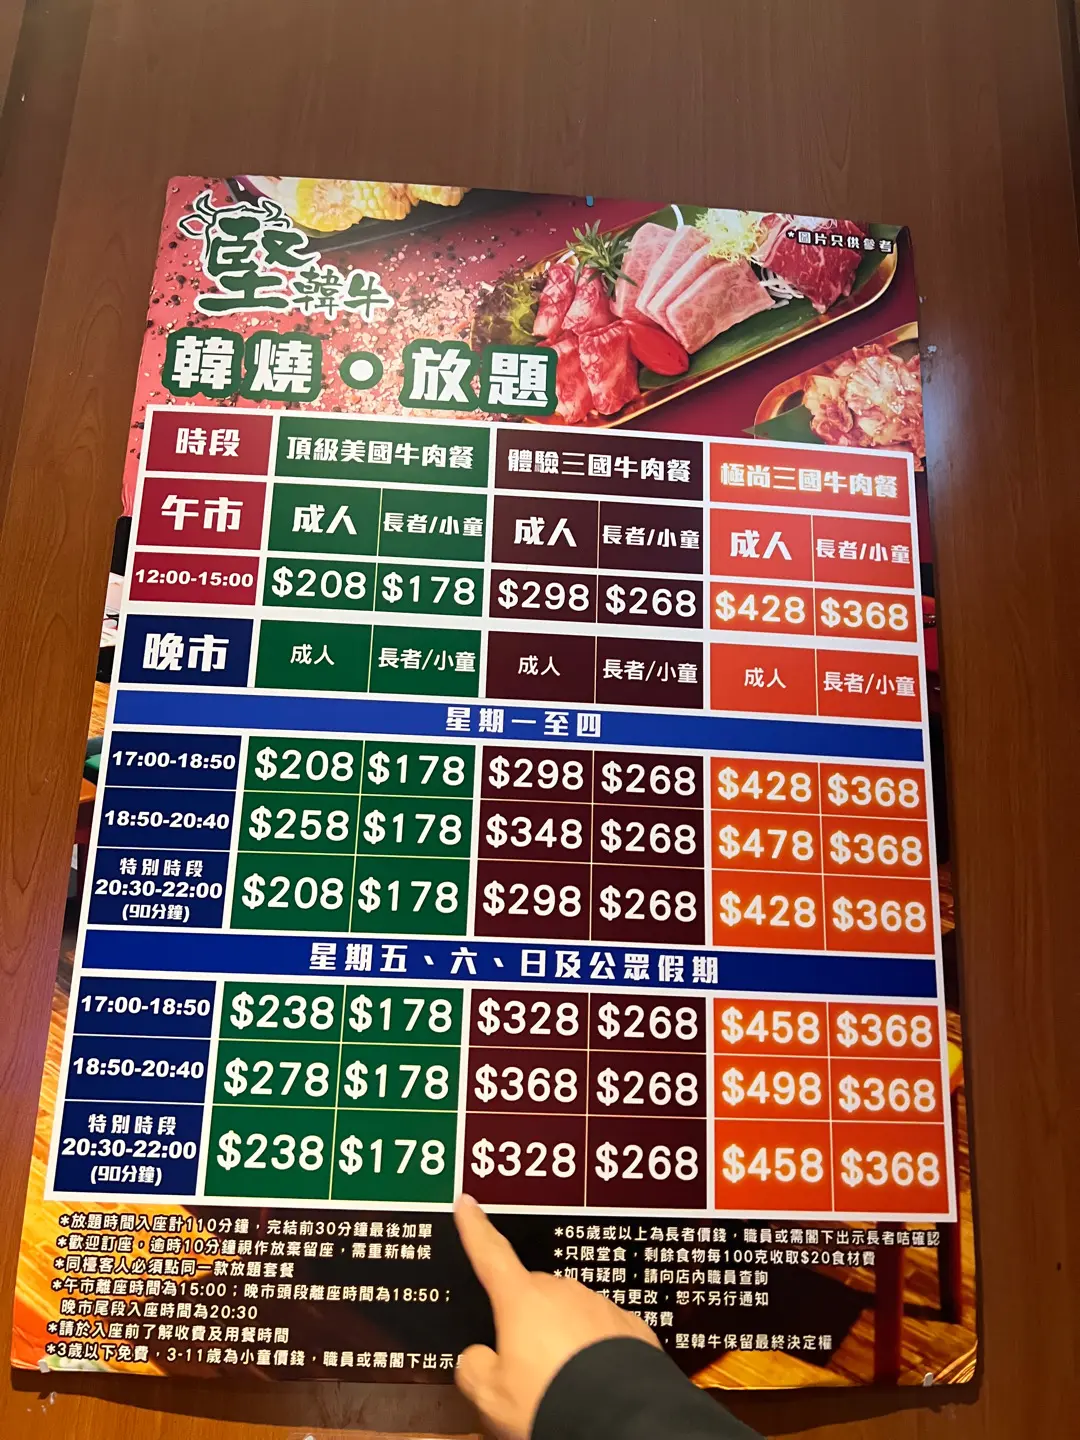 堅韓牛
*圖片只供參考
韓燒・放題
時段 頂級美國牛肉餐 體驗三國牛肉餐 極尚三國牛肉餐
午市 成人 長者/小童 成人 長者/小童 成人 長者/小童
12:00-15:00 $208 $178 $298 $268 $428 $368
晚市 成人 長者/小童 成人 長者/小童 成人 長者/小童
星期一至四
17:00-18:50 $208 $178 $298 $268 $428 $368
18:50-20:40 $258 $178 $348 $268 $478 $368
特別時段
20:30-22:00 $208 $178 $298 $268 $428 $368
(90分鐘)
星期五、六、日及公眾假期
17:00-18:50 $238 $178 $328 $268 $458 $368
18:50-20:40 $278 $178 $368 $268 $498 $368
特別時段
20:30-22:00 $238 $178 $328 $268 $458 $368
(90分鐘)
*放題時間入座計110分鐘，完結前30分鐘最後加單
*歡迎訂座，逾時10分鐘視作放棄留座，需重新輪候
*同檯客人必須點同一款放題套餐
*午市離座時間為15:00；晚市頭段離座時間為18:50；
晚市尾段入座時間為20:30
*請於入座前了解收費及用餐時間
*3歲以下免費，3-11歲為小童價錢，職員或需閣下出示
*65歲或以上為長者價錢，職員或需閣下出示長者咭確認
*只限堂食，剩餘食物每100克收取$20食材費
*如有疑問，請向店內職員查詢
或有更改，恕不另行通知
務費
，堅韓牛保留最終決定權